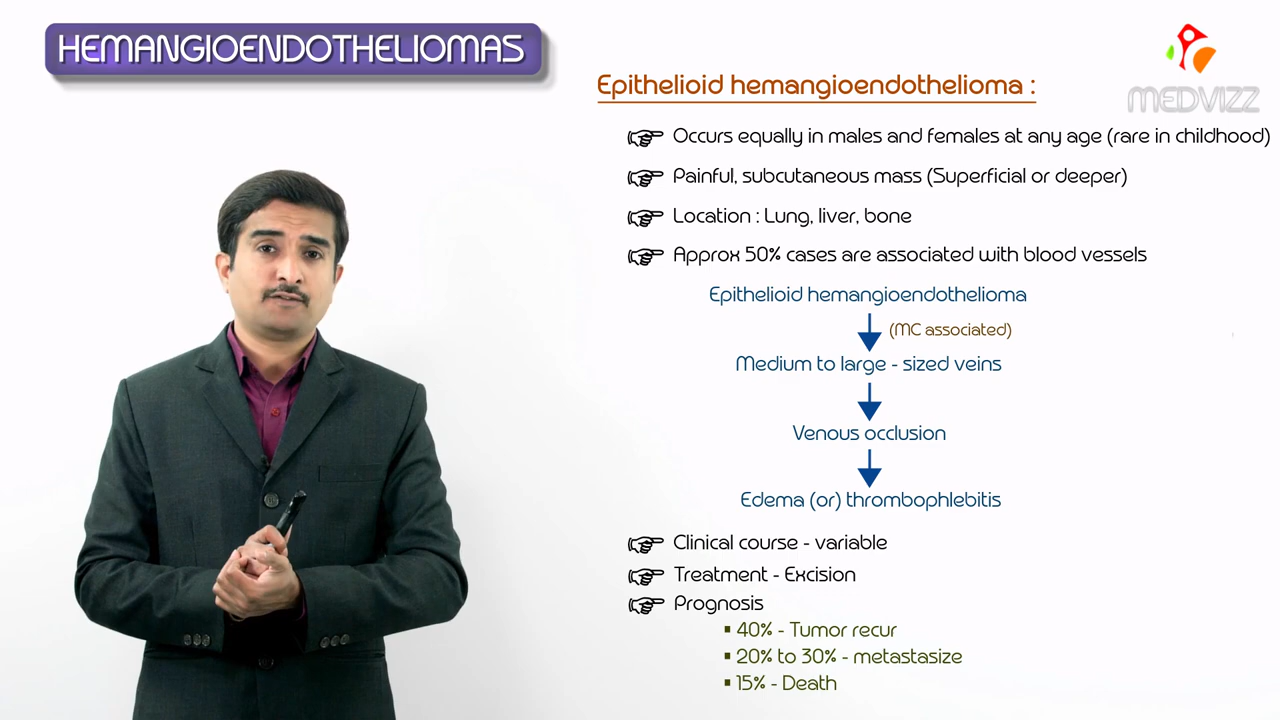 HEMANGIOENDOTHELIOMAS
MEDVIZZ
Epithelioid hemangioendothelioma :
Occurs equally in males and females at any age (rare in childhood)
Painful, subcutaneous mass (Superficial or deeper)
Location : Lung, liver, bone
Approx 50% cases are associated with blood vessels
Epithelioid hemangioendothelioma
(MC associated)
Medium to large - sized veins
Venous occlusion
Edema (or) thrombophlebitis
Clinical course - variable
Treatment - Excision
Prognosis
▪ 40% - Tumor recur
▪ 20% to 30% - metastasize
▪ 15% - Death